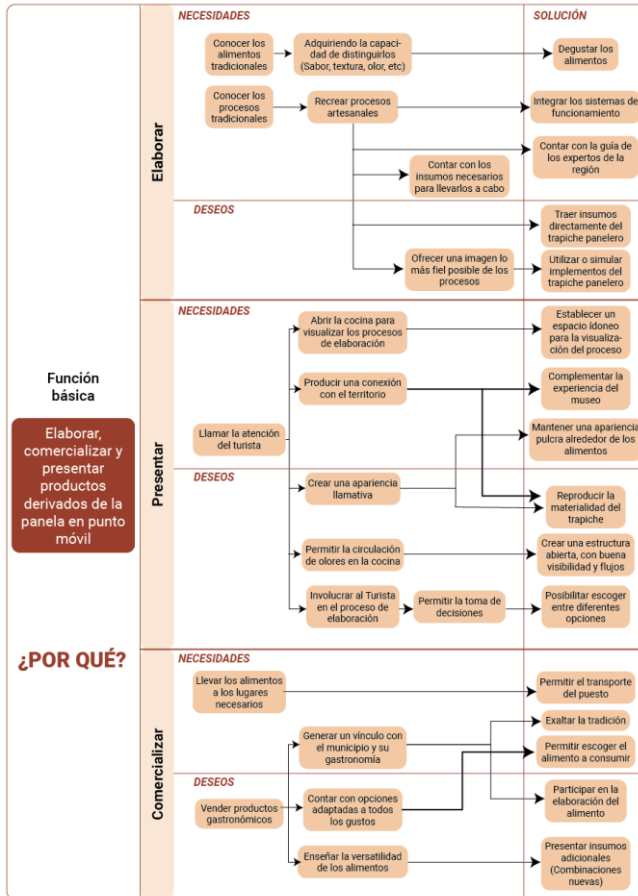 Función
básica
Elaborar,
comercializar y
presentar
productos
derivados de la
panela en punto
móvil
¿POR QUÉ?
Elaborar
NECESIDADES
SOLUCIÓN
Conocer los
alimentos
tradicionales
Adquiriendo la capaci-
dad de distinguirlos
(Sabor, textura, olor, etc)
Degustar los
alimentos
Conocer los
procesos
tradicionales
Recrear procesos
artesanales
Integrar los sistemas de
funcionamiento
Contar con la guía de
los expertos de la
región
Contar con los
insumos necesarios
para llevarlos a cabo
DESEOS
Traer insumos
directamente del
trapiche panelero
Ofrecer una imagen lo
más fiel posible de los
procesos
Utilizar o simular
implementos del
trapiche panelero
Presentar
NECESIDADES
Abrir la cocina para
visualizar los procesos
de elaboración
Establecer un
espacio ídoneo
para la visualiza-
ción del proceso
Producir una conexión
con el territorio
Complementar la
experiencia del
museo
Llamar la atención
del turista
Mantener una apariencia
pulcra alrededor de los
alimentos
DESEOS
Crear una apariencia
llamativa
Reproducir la
materialidad del
trapiche
Permitir la circulación
de olores en la cocina
Crear una estructura
abierta, con buena
visibilidad y flujos
Involucrar al Turista
en el proceso de
elaboración
Permitir la toma de
decisiones
Posibilitar escoger
entre diferentes
opciones
Comercializar
NECESIDADES
Llevar los alimentos
a los lugares
necesarios
Permitir el transporte
del puesto
Generar un vínculo con
el municipio y su
gastronomía
Exaltar la tradición
Permitir escoger el
alimento a consumir
DESEOS
Vender productos
gastronómicos
Contar con opciones
adaptadas a todos
los gustos
Participar en la
elaboración del
alimento
Enseñar la versatilidad
de los alimentos
Presentar insumos
adicionales
(Combinaciones
nuevas)